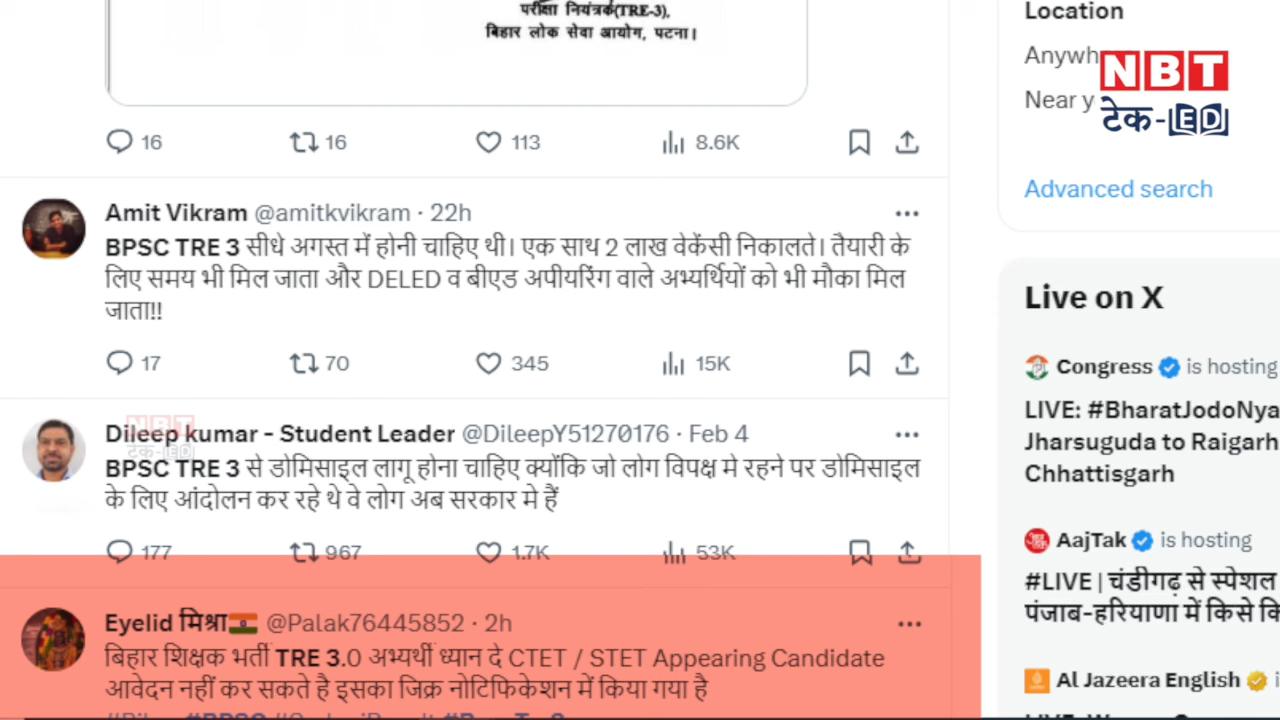 परीक्षा नियंत्रक(TRE-3),
बिहार लोक सेवा आयोग, पटना।
16 16 113 8.6K
Amit Vikram @amitkvikram · 22h
BPSC TRE 3 सीधे अगस्त में होनी चाहिए थी। एक साथ 2 लाख वेकेंसी निकालते। तैयारी के
लिए समय भी मिल जाता और DELED व बीएड अपीयरिंग वाले अभ्यर्थियों को भी मौका मिल
जाता!!
17 70 345 15K
NBT
टेक-ED
Dileep kumar - Student Leader @DileepY51270176 · Feb 4
BPSC TRE 3 से डोमिसाइल लागू होना चाहिए क्योंकि जो लोग विपक्ष मे रहने पर डोमिसाइल
के लिए आंदोलन कर रहे थे वे लोग अब सरकार मे हैं
177 967 1.7K 53K
Eyelid मिश्रा @Palak76445852 · 2h
बिहार शिक्षक भर्ती TRE 3.0 अभ्यर्थी ध्यान दे CTET / STET Appearing Candidate
आवेदन नहीं कर सकते है इसका जिक्र नोटिफिकेशन में किया गया है
Location
Near y
NBT
टेक-ED
Advanced search
Live on X
Congress is hosting
LIVE: #BharatJodoNya
Jharsuguda to Raigarh
Chhattisgarh
AajTak is hosting
#LIVE | चंडीगढ़ से स्पेशल
पंजाब-हरियाणा में किसे
Al Jazeera English